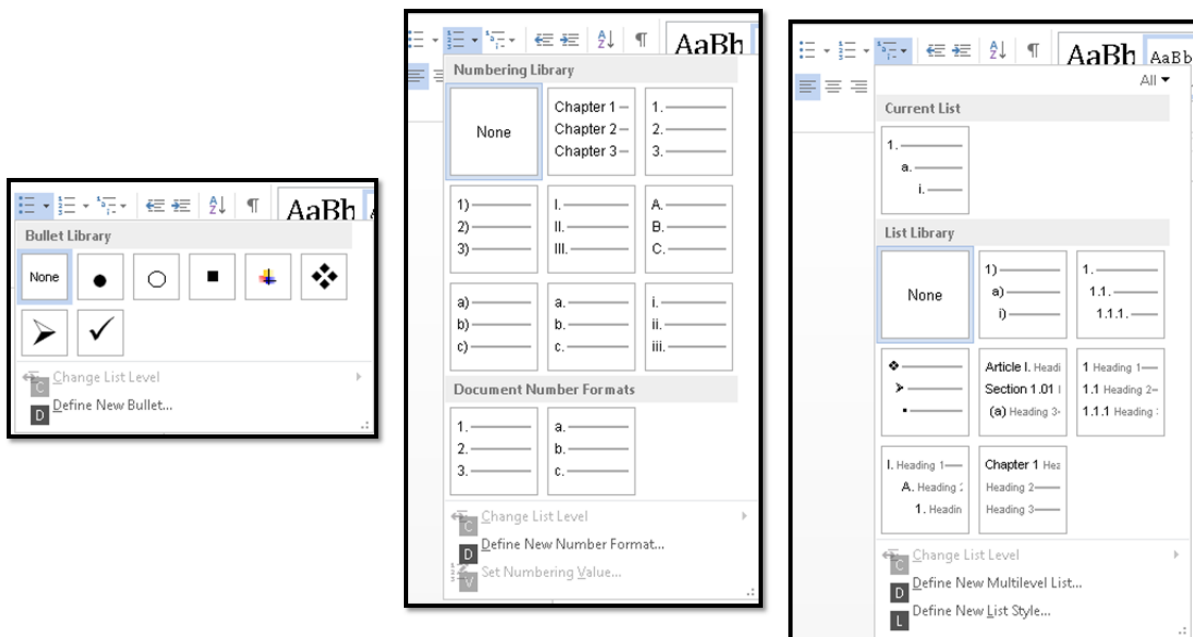 AaBb
Bullet Library
None
C
Change List Level
D
Define New Bullet...
AaBb
Numbering Library
None
Chapter 1
Chapter 2
Chapter 3
1.
2.
3.
1)
2)
3)
I.
II.
III.
A.
B.
C.
a)
b)
c)
a.
b.
c.
i.
ii.
iii.
Document Number Formats
1.
2.
3.
a.
b.
c.
C
Change List Level
D
Define New Number Format...
V
Set Numbering Value...
AaBb AaBb
All
Current List
1.
a.
i.
List Library
None
1)
a)
i)
1.
1.1.
1.1.1.
Article I. Headi
Section 1.01
(a) Heading 3
1 Heading 1
1.1 Heading 2
1.1.1 Heading
I. Heading 1
A. Heading
1. Headin
Chapter 1 Hea
Heading 2
Heading 3
C
Change List Level
D
Define New Multilevel List...
L
Define New List Style...